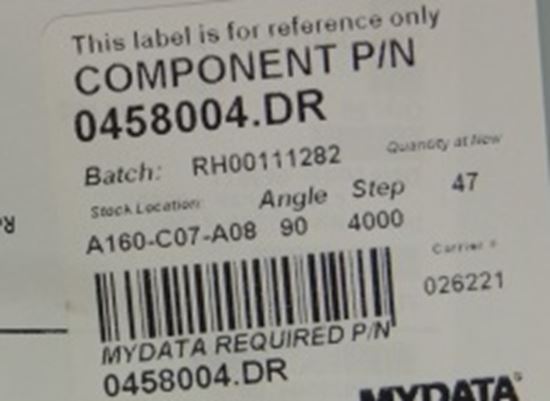 This label is for reference only
COMPONENT P/N
0458004.DR
Batch: RH00111282 Quantity at New
Stock Location: Angle Step 47
A160-C07-A08 90 4000
Carrier #
026221
MYDATA REQUIRED P/N
0458004.DR
MYDATA